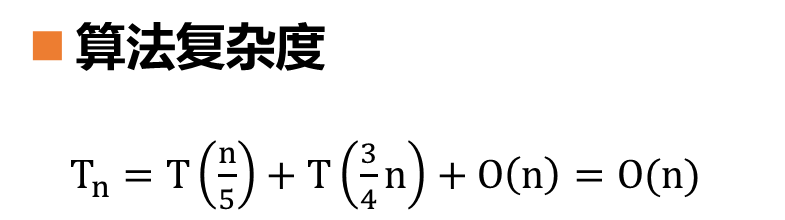 算法复杂度
Tₙ = T(n/5) + T(3/4 n) + O(n) = O(n)